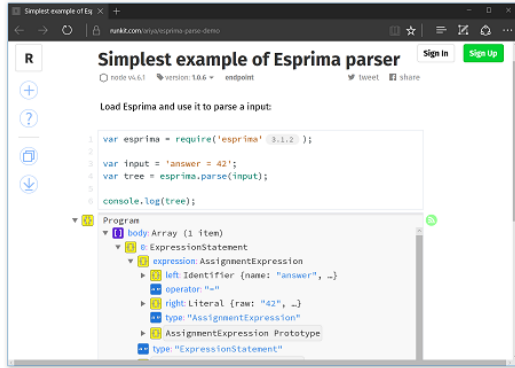 Simplest example of Esp
runkit.com/ariya/esprima-parse-demo
R
Simplest example of Esprima parser
Sign In
Sign Up
node v4.6.1
version: 1.0.6
endpoint
tweet
share
Load Esprima and use it to parse a input:
1 var esprima = require('esprima' 3.1.2 );
2
3 var input = 'answer = 42';
4 var tree = esprima.parse(input);
5
6 console.log(tree);
{} Program
[] body: Array (1 item)
{} 0: ExpressionStatement
{} expression: AssignmentExpression
{} left: Identifier {name: "answer", …}
operator: "="
{} right: Literal {raw: "42", …}
type: "AssignmentExpression"
{} AssignmentExpression Prototype
type: "ExpressionStatement"